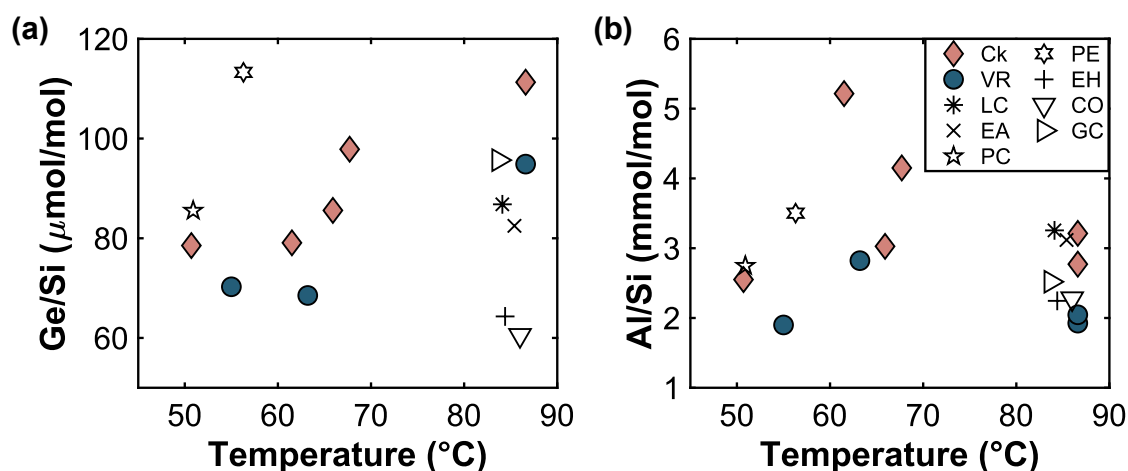 (a)
120
100
80
60
Ge/Si (μmol/mol)
50 60 70 80 90
Temperature (°C)
(b)
6
5
4
3
2
1
Al/Si (mmol/mol)
50 60 70 80 90
Temperature (°C)
Ck PE
VR EH
LC CO
EA GC
PC